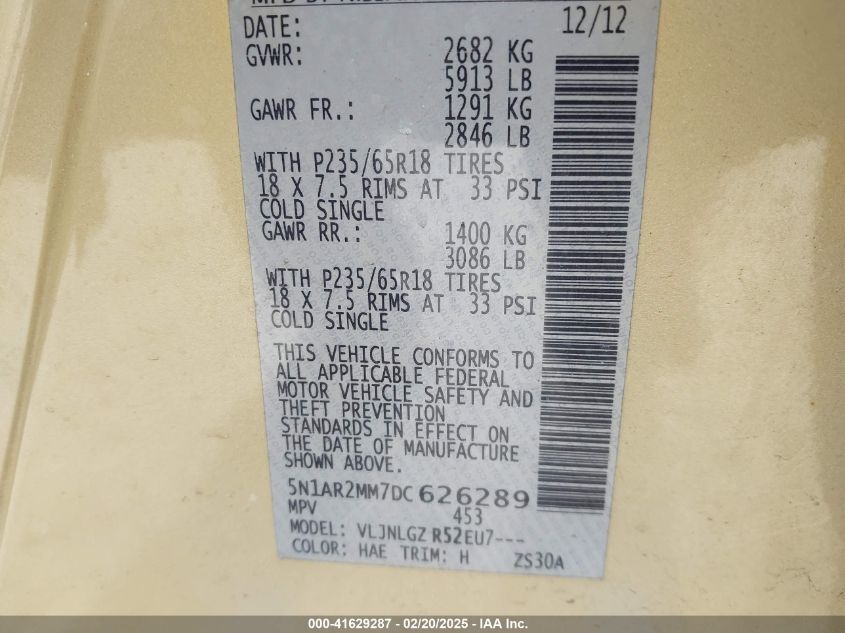 DATE: 12/12
GVWR: 2682 KG
5913 LB
GAWR FR.: 1291 KG
2846 LB
WITH P235/65R18 TIRES
18 X 7.5 RIMS AT 33 PSI
COLD SINGLE
GAWR RR.: 1400 KG
3086 LB
WITH P235/65R18 TIRES
18 X 7.5 RIMS AT 33 PSI
COLD SINGLE
THIS VEHICLE CONFORMS TO
ALL APPLICABLE FEDERAL
MOTOR VEHICLE SAFETY AND
THEFT PREVENTION
STANDARDS IN EFFECT ON
THE DATE OF MANUFACTURE
SHOWN ABOVE.
5N1AR2MM7DC626289
MPV 453
MODEL: VLJNLGZ R52EU7---
COLOR: HAE TRIM: H ZS30A
000-41629287 - 02/20/2025 - IAA Inc.